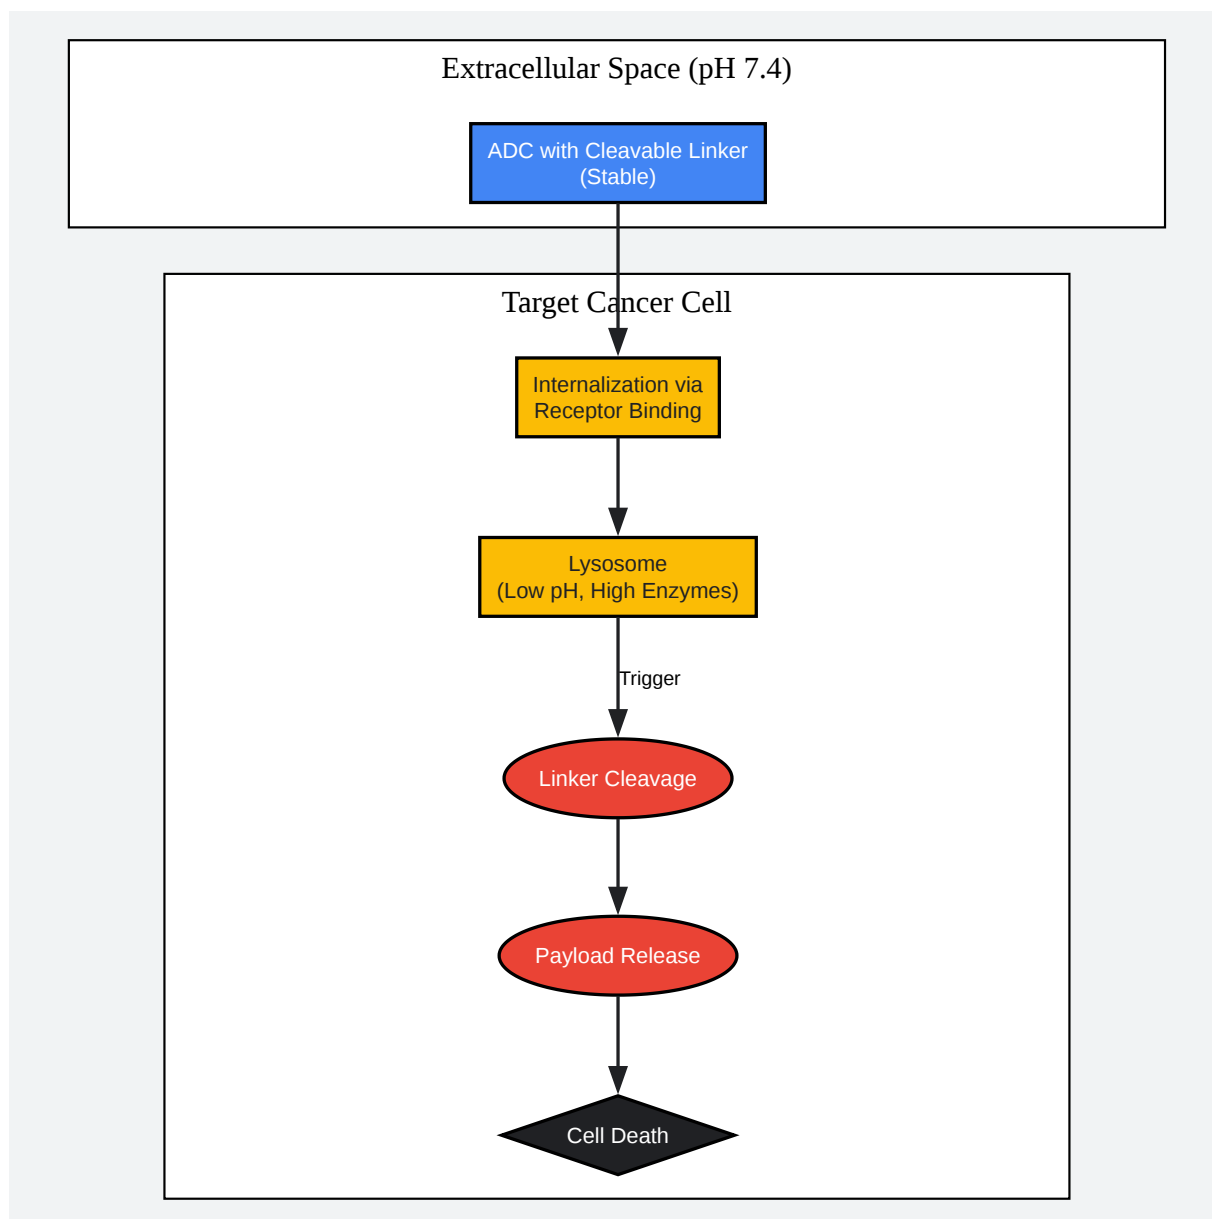 Extracellular Space (pH 7.4)
ADC with Cleavable Linker
(Stable)
Target Cancer Cell
Internalization via
Receptor Binding
Lysosome
(Low pH, High Enzymes)
Trigger
Linker Cleavage
Payload Release
Cell Death